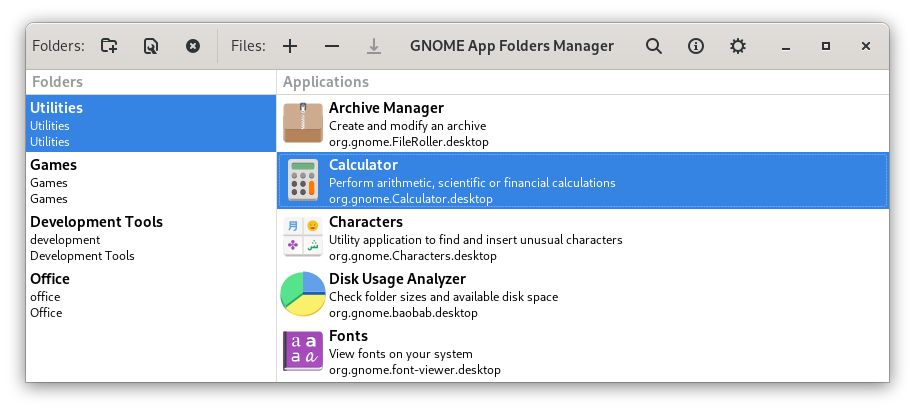 Folders:
Files:
GNOME App Folders Manager
Folders
Applications
Utilities
Utilities
Utilities
Games
Games
Games
Development Tools
development
Development Tools
Office
office
Office
Archive Manager
Create and modify an archive
org.gnome.FileRoller.desktop
Calculator
Perform arithmetic, scientific or financial calculations
org.gnome.Calculator.desktop
Characters
Utility application to find and insert unusual characters
org.gnome.Characters.desktop
Disk Usage Analyzer
Check folder sizes and available disk space
org.gnome.baobab.desktop
Fonts
View fonts on your system
org.gnome.font-viewer.desktop